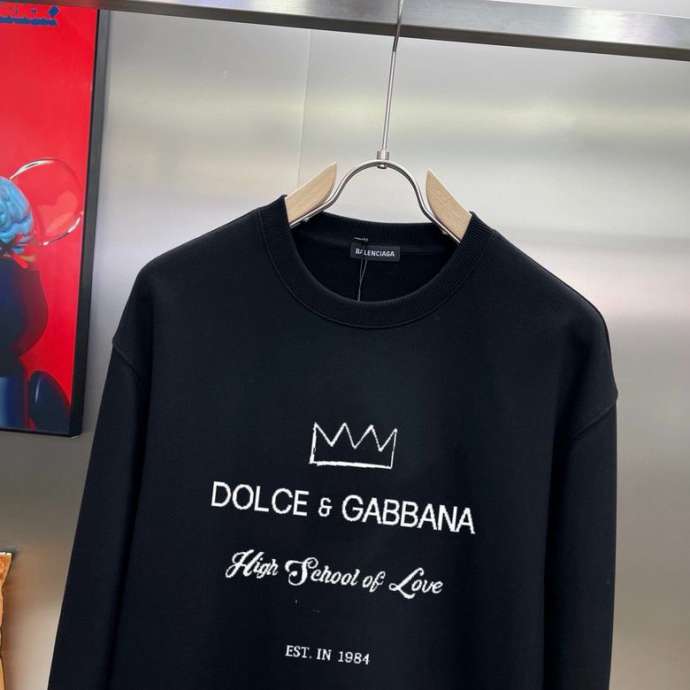 BALENCIAGA
DOLCE & GABBANA
High School of Love
EST. IN 1984